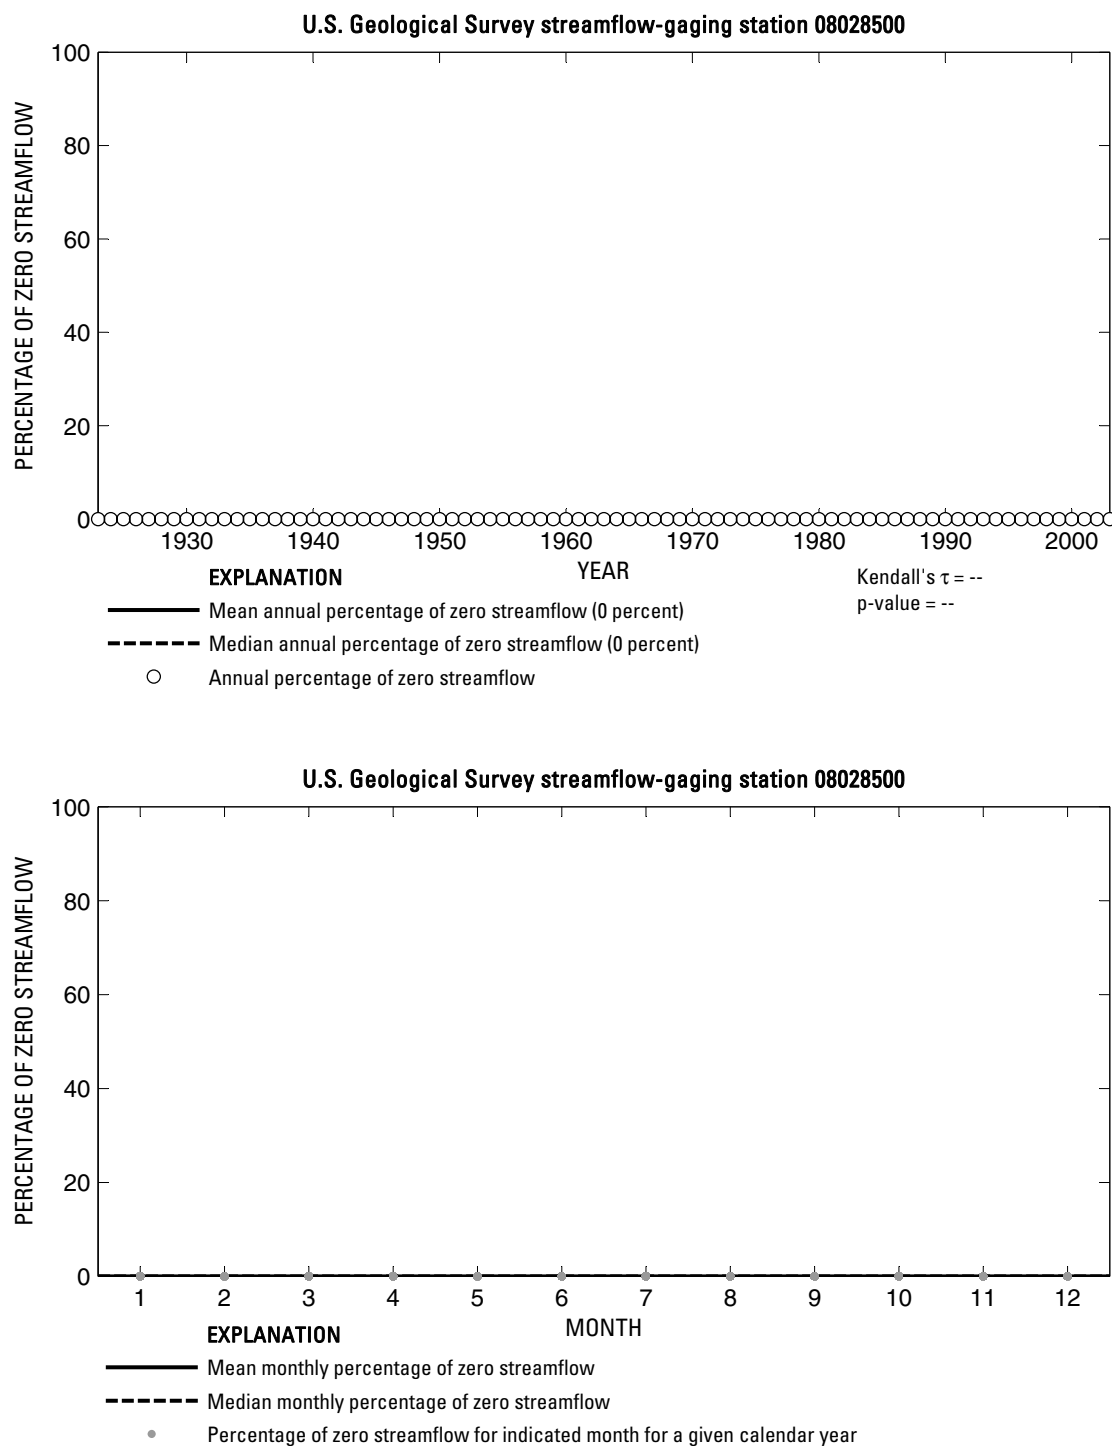 U.S. Geological Survey streamflow-gaging station 08028500
PERCENTAGE OF ZERO STREAMFLOW
100
80
60
40
20
0
1930 1940 1950 1960 1970 1980 1990 2000
YEAR
EXPLANATION
Mean annual percentage of zero streamflow (0 percent)
Median annual percentage of zero streamflow (0 percent)
Annual percentage of zero streamflow
Kendall's τ = --
p-value = --
U.S. Geological Survey streamflow-gaging station 08028500
PERCENTAGE OF ZERO STREAMFLOW
100
80
60
40
20
0
1 2 3 4 5 6 7 8 9 10 11 12
MONTH
EXPLANATION
Mean monthly percentage of zero streamflow
Median monthly percentage of zero streamflow
Percentage of zero streamflow for indicated month for a given calendar year